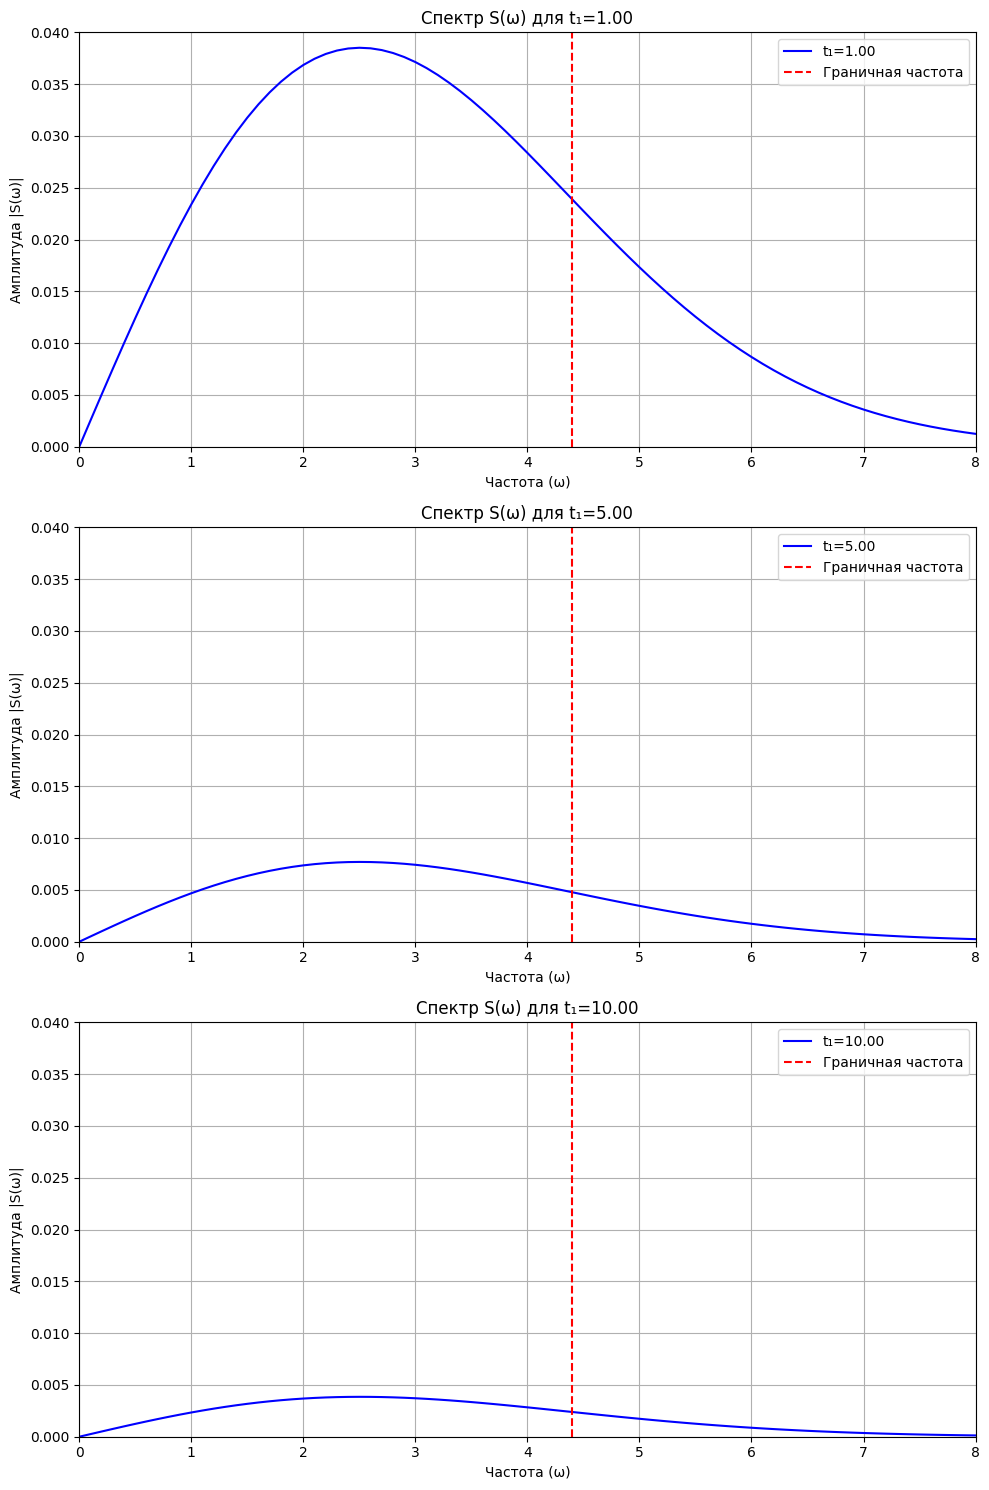 Спектр S(ω) для t₁=1.00
Амплитуда |S(ω)|
0.040
0.035
0.030
0.025
0.020
0.015
0.010
0.005
0.000
t₁=1.00
Граничная частота
0 1 2 3 4 5 6 7 8
Частота (ω)
Спектр S(ω) для t₁=5.00
Амплитуда |S(ω)|
0.040
0.035
0.030
0.025
0.020
0.015
0.010
0.005
0.000
t₁=5.00
Граничная частота
0 1 2 3 4 5 6 7 8
Частота (ω)
Спектр S(ω) для t₁=10.00
Амплитуда |S(ω)|
0.040
0.035
0.030
0.025
0.020
0.015
0.010
0.005
0.000
t₁=10.00
Граничная частота
0 1 2 3 4 5 6 7 8
Частота (ω)